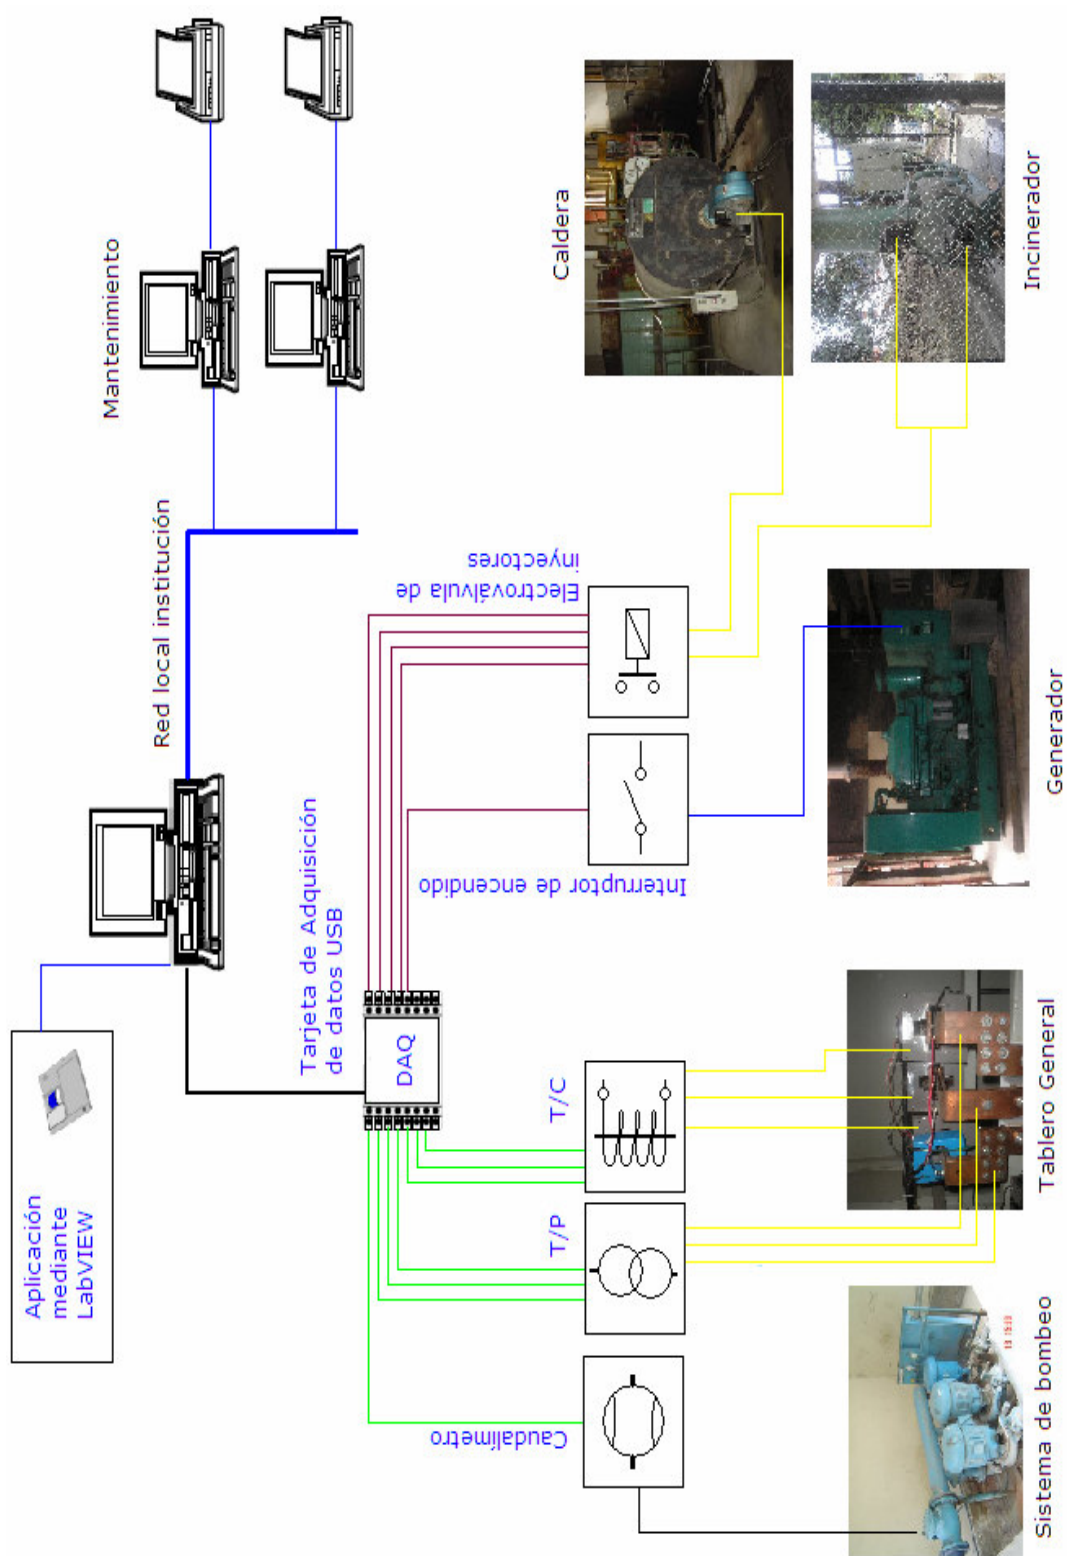 Aplicación
mediante
LabVIEW
Red local institución
Mantenimiento
Tarjeta de Adquisición
de datos USB
DAQ
Caudalímetro
T/P
T/C
Interruptor de encendido
Electroválvula de
inyectores
Sistema de bombeo
Tablero General
Generador
Caldera
Incinerador